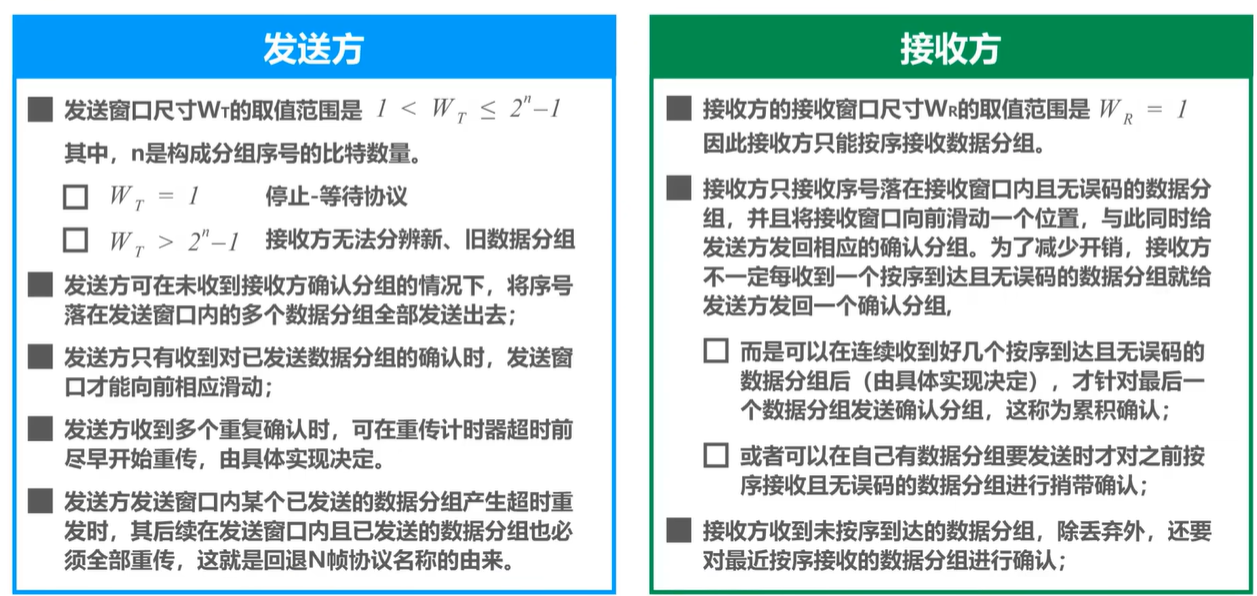 发送方
发送窗口尺寸WT的取值范围是 1 < W_T ≤ 2^n–1
其中，n是构成分组序号的比特数量。
W_T = 1 停止-等待协议
W_T > 2^n–1 接收方无法分辨新、旧数据分组
发送方可在未收到接收方确认分组的情况下，将序号
落在发送窗口内的多个数据分组全部发送出去；
发送方只有收到对已发送数据分组的确认时，发送窗
口才能向前相应滑动；
发送方收到多个重复确认时，可在重传计时器超时前
尽早开始重传，由具体实现决定。
发送方发送窗口内某个已发送的数据分组产生超时重
发时，其后续在发送窗口内且已发送的数据分组也必
须全部重传，这就是回退N帧协议名称的由来。
接收方
接收方的接收窗口尺寸WR的取值范围是 W_R = 1
因此接收方只能按序接收数据分组。
接收方只接收序号落在接收窗口内且无误码的数据分
组，并且将接收窗口向前滑动一个位置，与此同时给
发送方发回相应的确认分组。为了减少开销，接收方
不一定每收到一个按序到达且无误码的数据分组就给
发送方发回一个确认分组,
而是可以在连续收到好几个按序到达且无误码的
数据分组后（由具体实现决定），才针对最后一
个数据分组发送确认分组，这称为累积确认；
或者可以在自己有数据分组要发送时才对之前按
序接收且无误码的数据分组进行捎带确认；
接收方收到未按序到达的数据分组，除丢弃外，还要
对最近按序接收的数据分组进行确认；